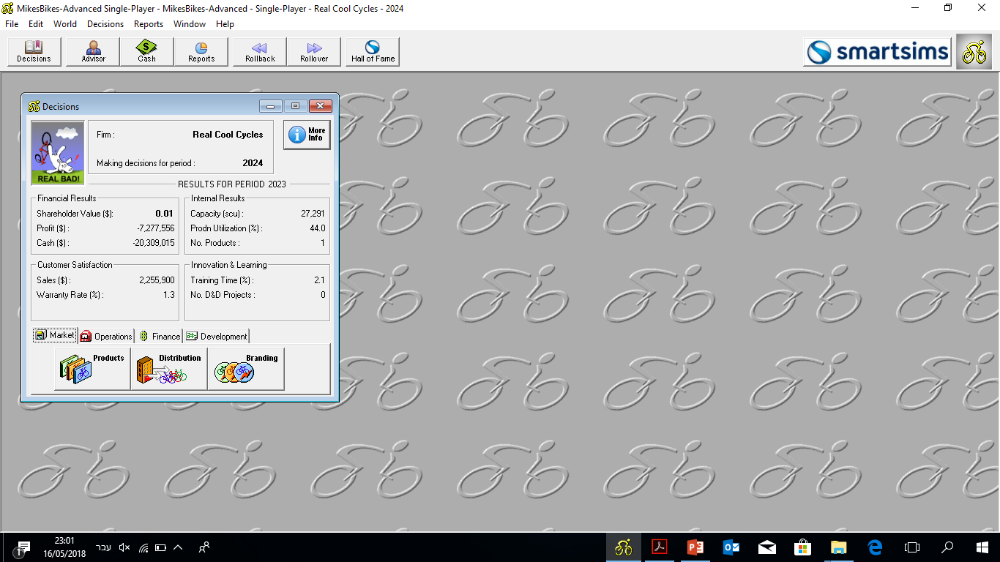 MikesBikes-Advanced Single-Player - MikesBikes-Advanced - Single-Player - Real Cool Cycles - 2024
File Edit World Decisions Reports Window Help
Decisions Advisor Cash Reports Rollback Rollover Hall of Fame smartsims
Decisions
Firm : Real Cool Cycles
More Info
Making decisions for period : 2024
REAL BAD!
RESULTS FOR PERIOD 2023
Financial Results Internal Results
Shareholder Value ($): 0.01 Capacity (scu) : 27,291
Profit ($) : -7,277,556 Prodn Utilization (%) : 44.0
Cash ($) : -20,309,015 No. Products : 1
Customer Satisfaction Innovation & Learning
Sales ($) : 2,255,900 Training Time (%) : 2.1
Warranty Rate (%) : 1.3 No. D&D Projects : 0
Market Operations Finance Development
Products Distribution Branding
1 23:01 עבר
16/05/2018